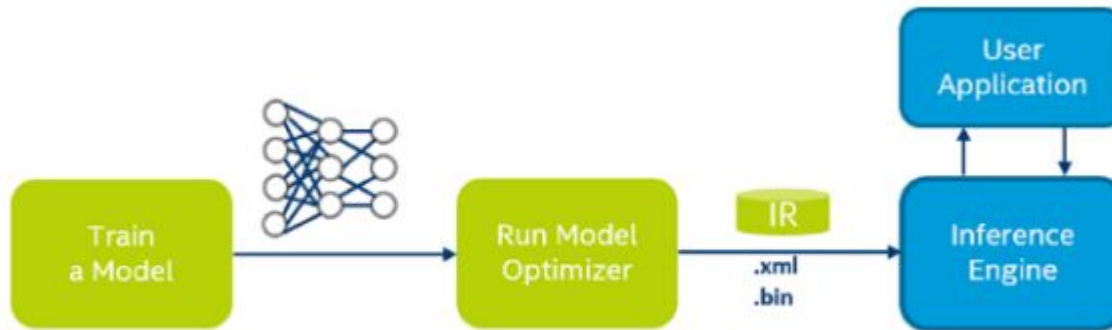 User
Application
Train
a Model
Run Model
Optimizer
IR
.xml
.bin
Inference
Engine